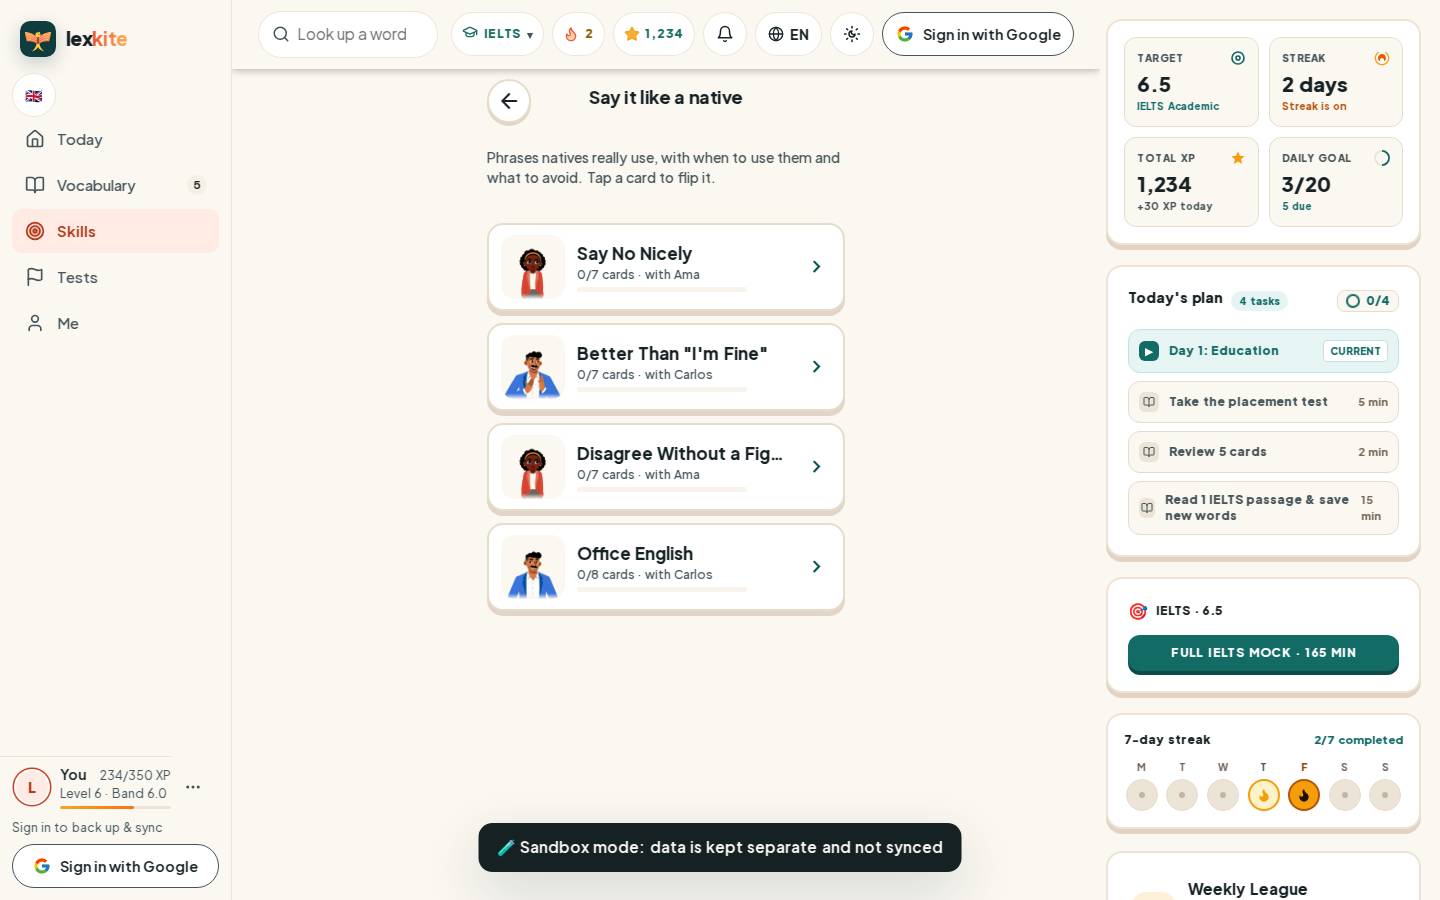 lexkite
Today
Vocabulary 5
Skills
Tests
Me
You 234/350 XP
L
Level 6 · Band 6.0
Sign in to back up & sync
Sign in with Google
Look up a word
IELTS ▾
2
1,234
EN
Sign in with Google
Say it like a native
Phrases natives really use, with when to use them and
what to avoid. Tap a card to flip it.
Say No Nicely
0/7 cards · with Ama
Better Than "I'm Fine"
0/7 cards · with Carlos
Disagree Without a Fig...
0/7 cards · with Ama
Office English
0/8 cards · with Carlos
🧪 Sandbox mode: data is kept separate and not synced
TARGET
6.5
IELTS Academic
STREAK
2 days
Streak is on
TOTAL XP
1,234
+30 XP today
DAILY GOAL
3/20
5 due
Today's plan 4 tasks 0/4
Day 1: Education CURRENT
Take the placement test 5 min
Review 5 cards 2 min
Read 1 IELTS passage & save 15
new words min
IELTS · 6.5
FULL IELTS MOCK · 165 MIN
7-day streak 2/7 completed
M T W T F S S
Weekly League